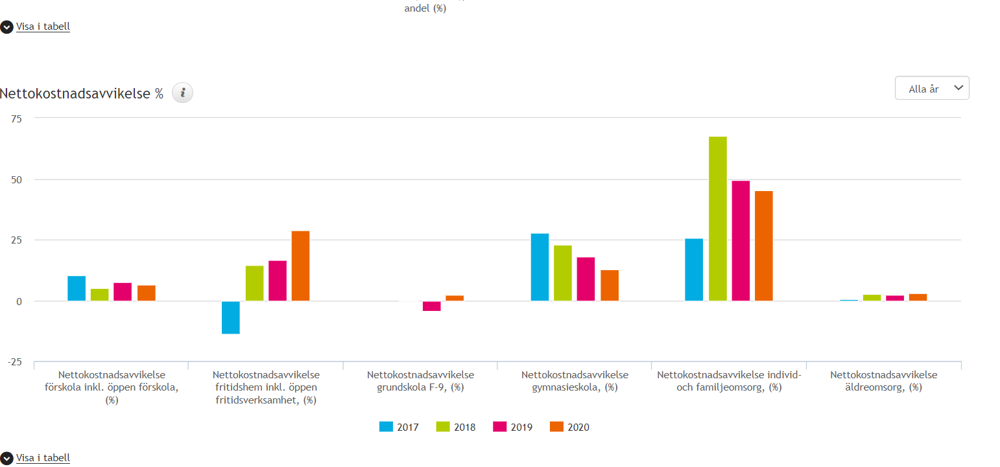 andel (%)
Visa i tabell
Nettokostnadsavvikelse %
i
Alla år
75
50
25
0
-25
Nettokostnadsavvikelse
förskola inkl. öppen förskola,
(%)
Nettokostnadsavvikelse
fritidshem inkl. öppen
fritidsverksamhet, (%)
Nettokostnadsavvikelse
grundskola F-9, (%)
Nettokostnadsavvikelse
gymnasieskola, (%)
Nettokostnadsavvikelse individ-
och familjeomsorg, (%)
Nettokostnadsavvikelse
äldreomsorg, (%)
2017
2018
2019
2020
Visa i tabell